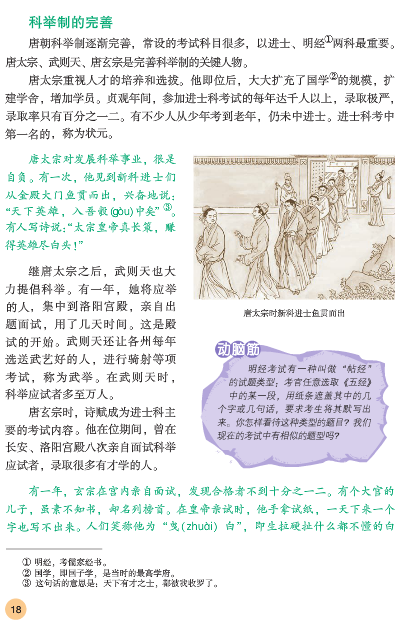 科举制的完善
唐朝科举制逐渐完善，常设的考试科目很多，以进士、明经①两科最重要。
唐太宗、武则天、唐玄宗是完善科举制的关键人物。
唐太宗重视人才的培养和选拔。他即位后，大大扩充了国学②的规模，扩
建学舍，增加学员。贞观年间，参加进士科考试的每年达千人以上，录取极严，
录取率只有百分之一二。有不少人从少年考到老年，仍未中进士。进士科考中
第一名的，称为状元。
唐太宗对发展科举事业，很是
自负。有一次，他见到新科进士们
从金殿大门鱼贯而出，兴奋地说：
“天下英雄，入吾彀(gòu)中矣”③。
有人写诗说：“太宗皇帝真长策，赚
得英雄尽白头！”
继唐太宗之后，武则天也大
力提倡科举。有一年，她将应举
的人，集中到洛阳宫殿，亲自出
题面试，用了几天时间。这是殿
试的开始。武则天还让各州每年
选送武艺好的人，进行骑射等项
考试，称为武举。在武则天时，
科举应试者多至万人。
唐玄宗时，诗赋成为进士科主
要的考试内容。他在位期间，曾在
长安、洛阳宫殿八次亲自面试科举
应试者，录取很多有才学的人。
唐太宗时新科进士鱼贯而出
动脑筋
明经考试有一种叫做“帖经”
的试题类型，考官任意选取《五经》
中的某一段，用纸条遮盖其中的几
个字或几句话，要求考生将其默写出
来。你怎样看待这种类型的题目？我们
现在的考试中有相似的题型吗？
有一年，玄宗在宫内亲自面试，发现合格者不到十分之一二。有个大官的
儿子，虽素不知书，却名列榜首。在皇帝亲试时，他手拿试纸，一天下来一个
字也写不出来。人们笑称他为“曳(zhuài) 白”，即生拉硬扯什么都不懂的白
① 明经，考儒家经书。
② 国学，即国子学，是当时的最高学府。
③ 这句话的意思是：天下有才之士，都被我收罗了。
18